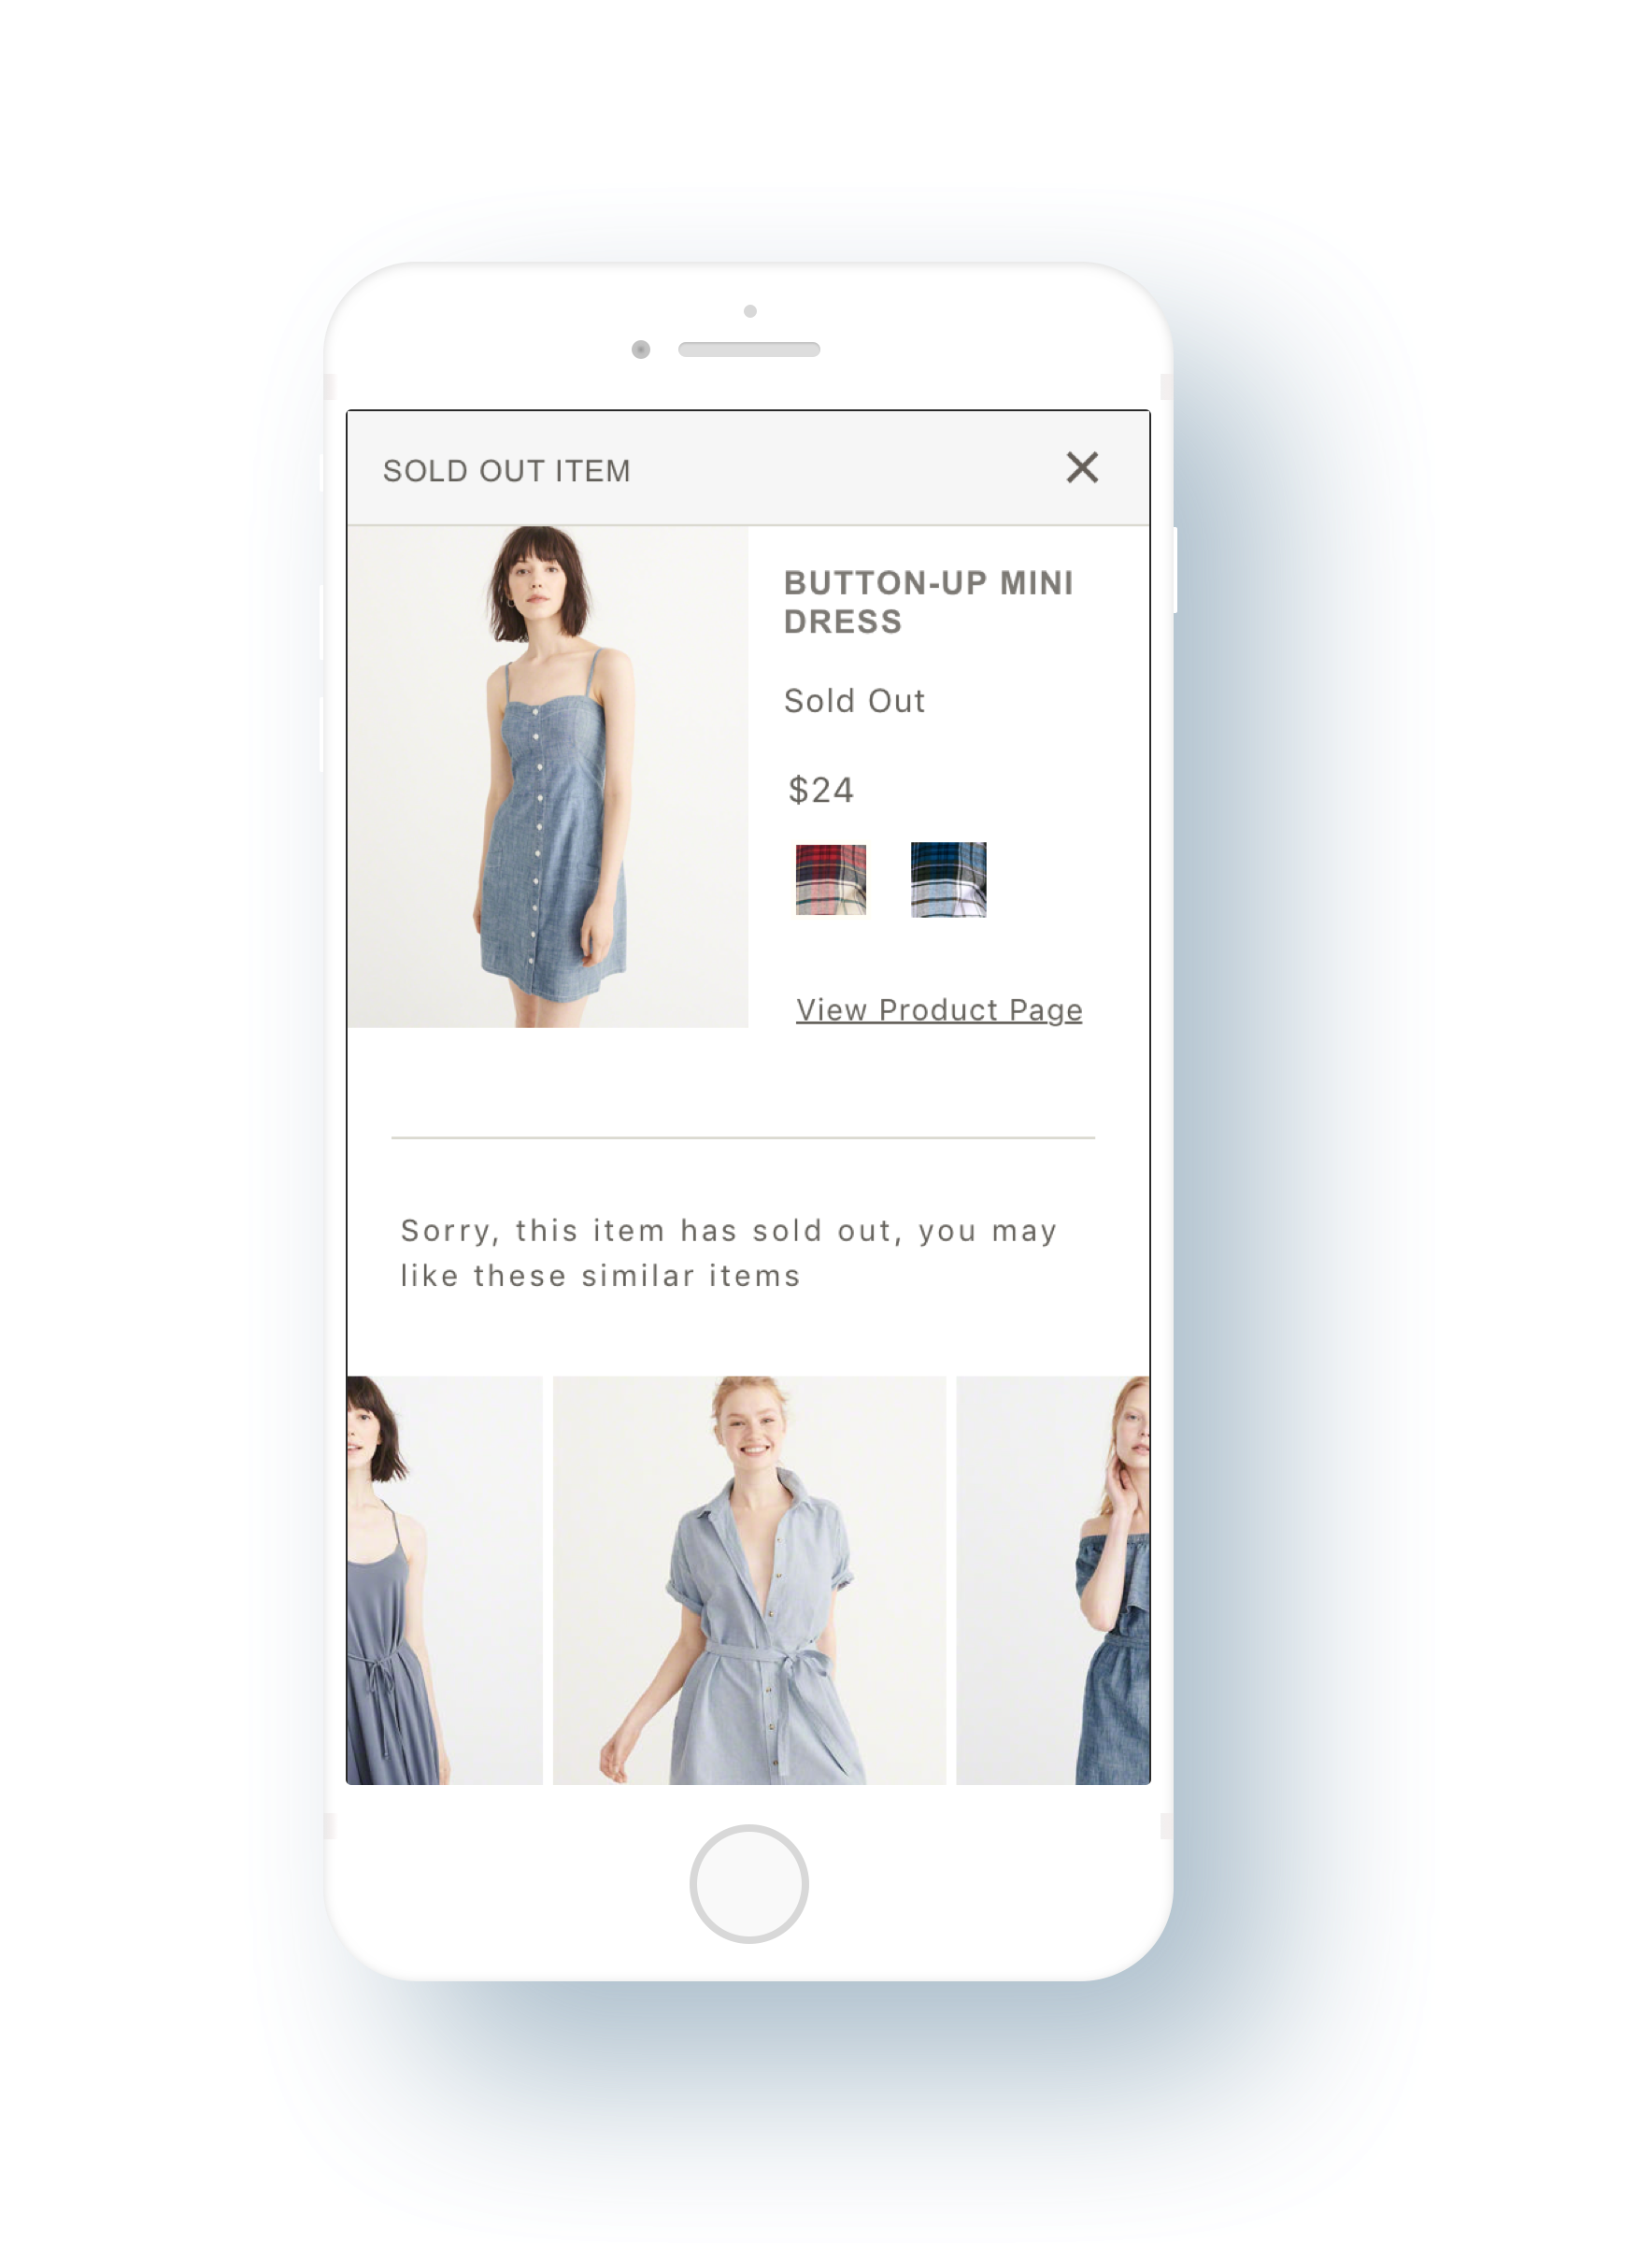 SOLD OUT ITEM
BUTTON-UP MINI
DRESS
Sold Out
$24
View Product Page
Sorry, this item has sold out, you may
like these similar items